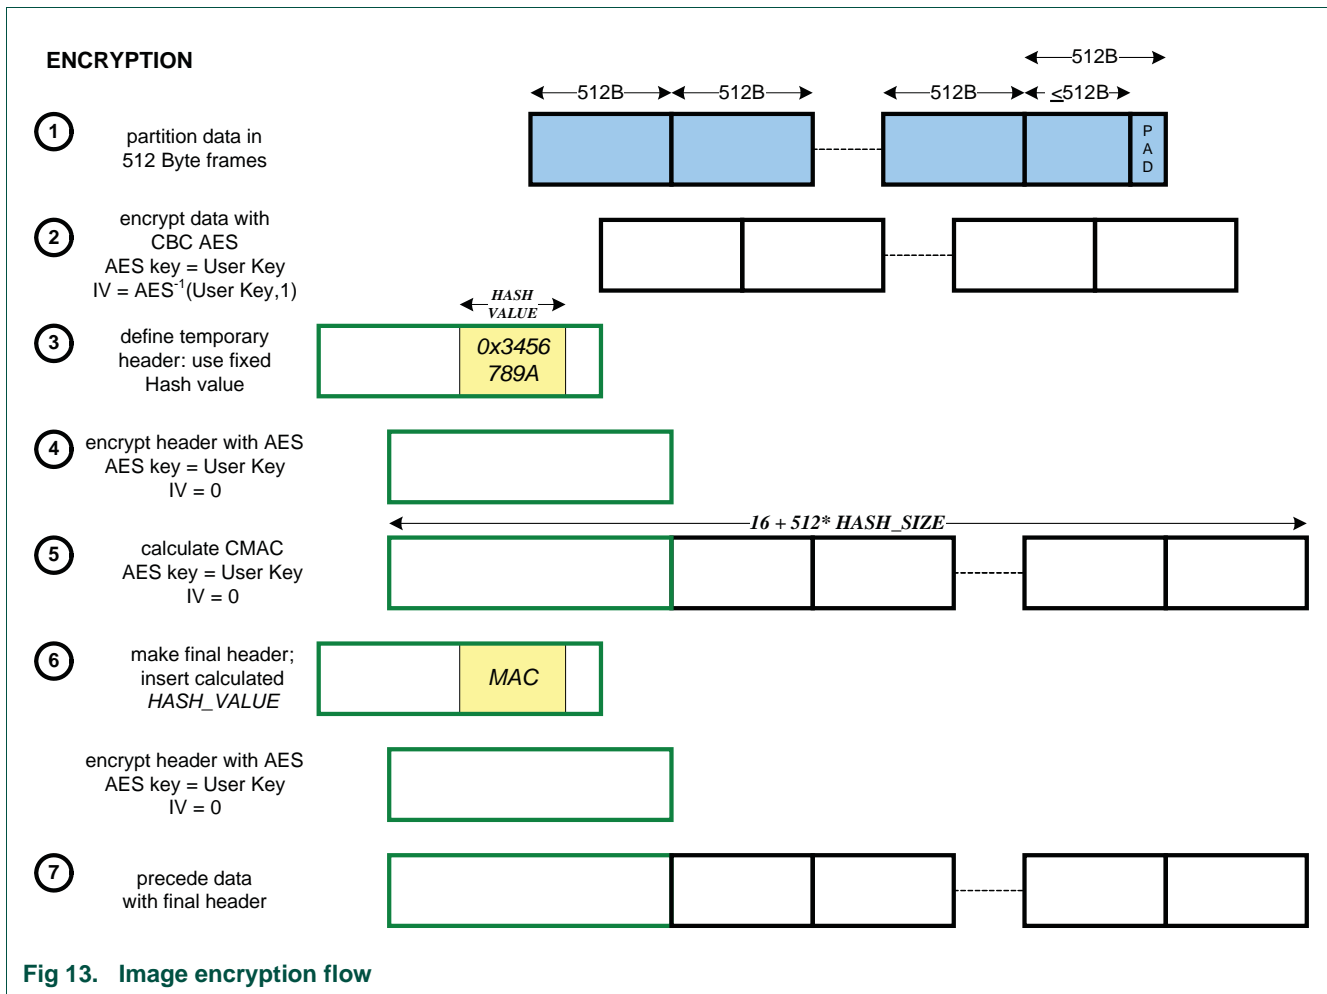 ENCRYPTION
512B
512B
512B
512B
≤512B
1
partition data in
512 Byte frames
P
A
D
2
encrypt data with
CBC AES
AES key = User Key
IV = AES-1(User Key,1)
HASH
VALUE
3
define temporary
header: use fixed
Hash value
0x3456
789A
4
encrypt header with AES
AES key = User Key
IV = 0
16 + 512* HASH_SIZE
5
calculate CMAC
AES key = User Key
IV = 0
6
make final header;
insert calculated
HASH_VALUE
MAC
encrypt header with AES
AES key = User Key
IV = 0
7
precede data
with final header
Fig 13. Image encryption flow